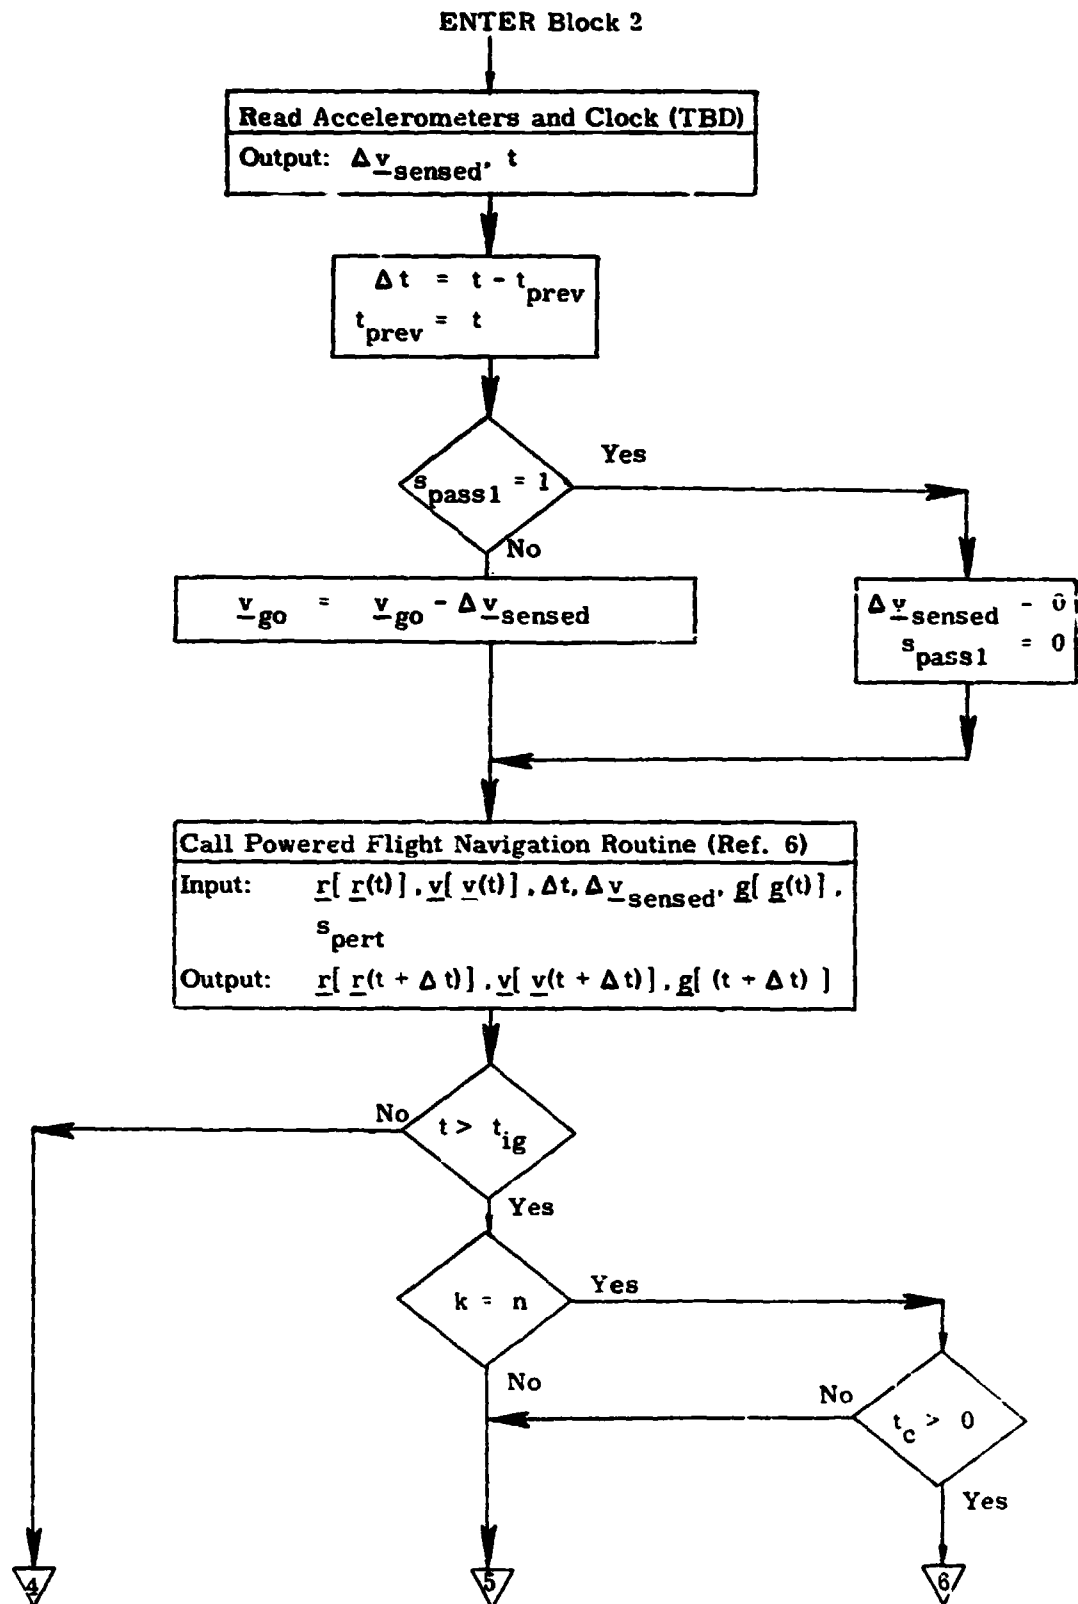 ENTER Block 2
Read Accelerometers and Clock (TBD)
Output: Δv_sensed, t
Δt = t - t_prev
t_prev = t
s_pass1 = 1
Yes
No
v_go = v_go - Δv_sensed
Δv_sensed - 0
s_pass1 = 0
Call Powered Flight Navigation Routine (Ref. 6)
Input: r[ r(t)], v[ v(t)], Δt, Δv_sensed, g[ g(t)],
s_pert
Output: r[ r(t + Δt)], v[ v(t + Δt)], g[ (t + Δt) ]
No
t > t_ig
Yes
k = n
Yes
No
No
t_c > 0
Yes
4
5
6